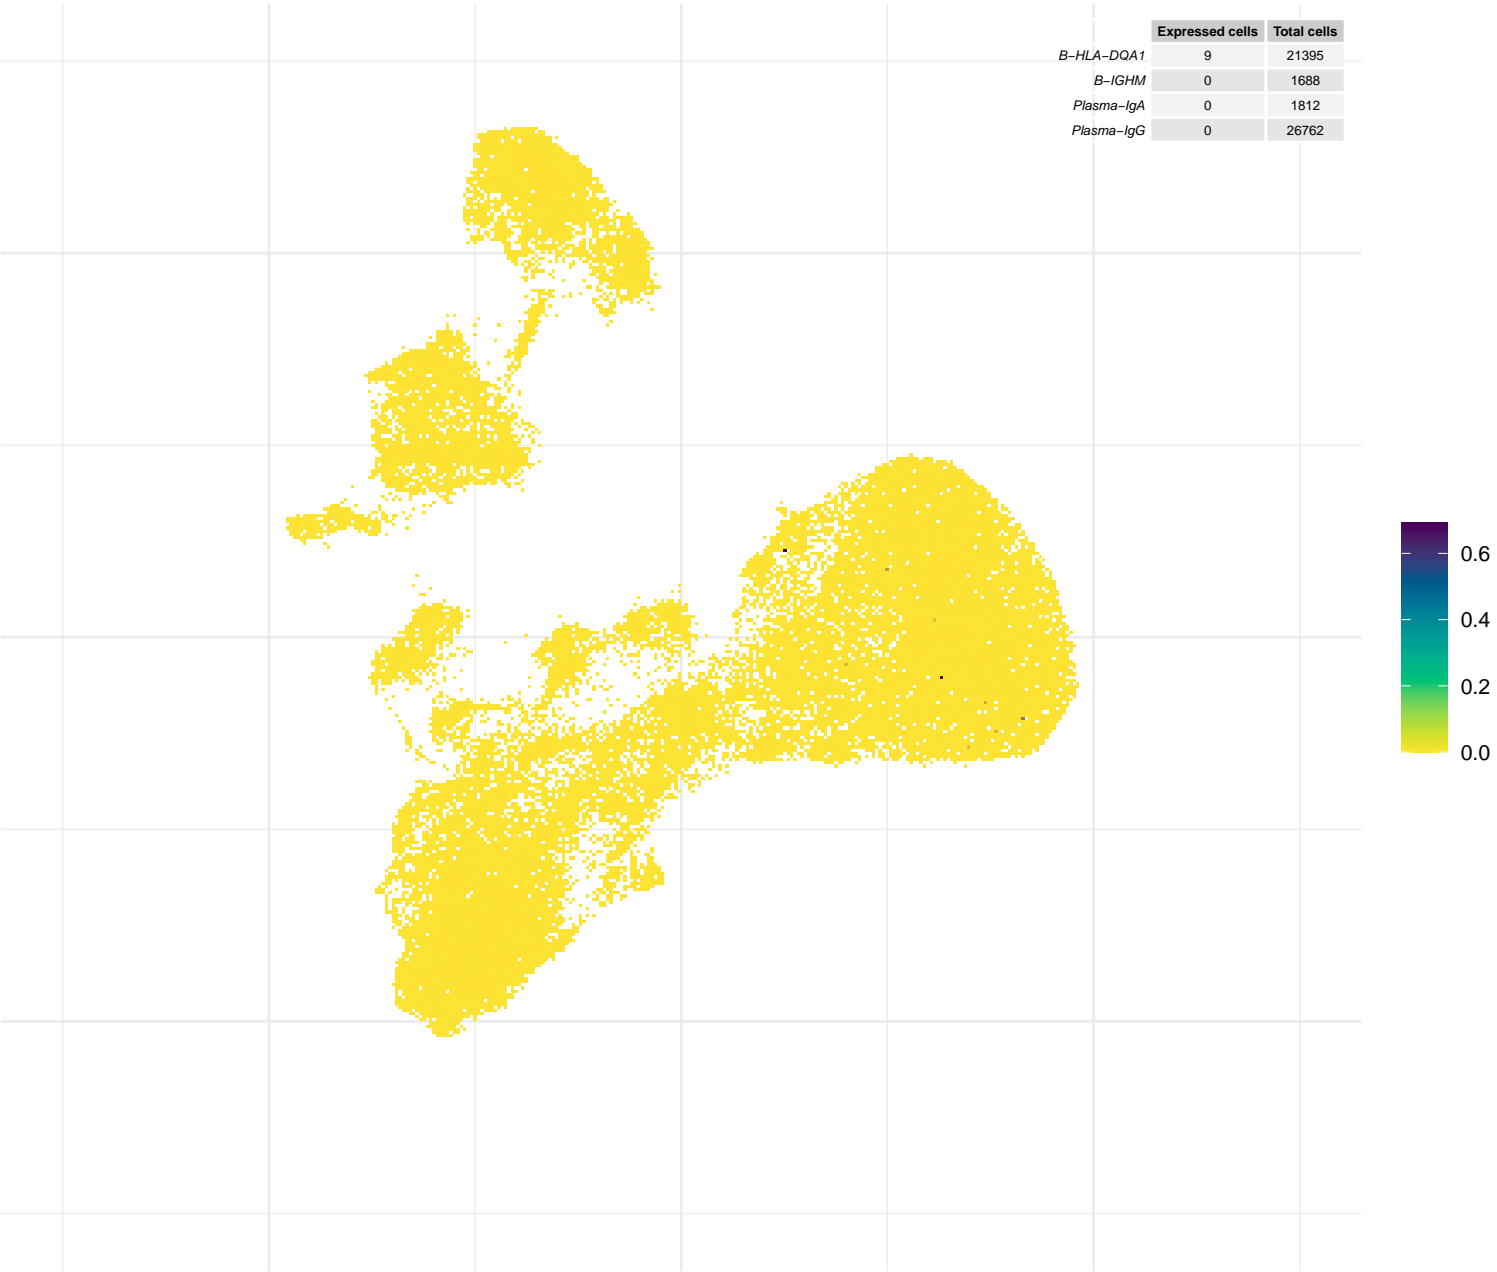 Expressed cells Total cells
B−HLA−DQA1 9 21395
B−IGHM 0 1688
Plasma−IgA 0 1812
Plasma−IgG 0 26762
0.6
0.4
0.2
0.0